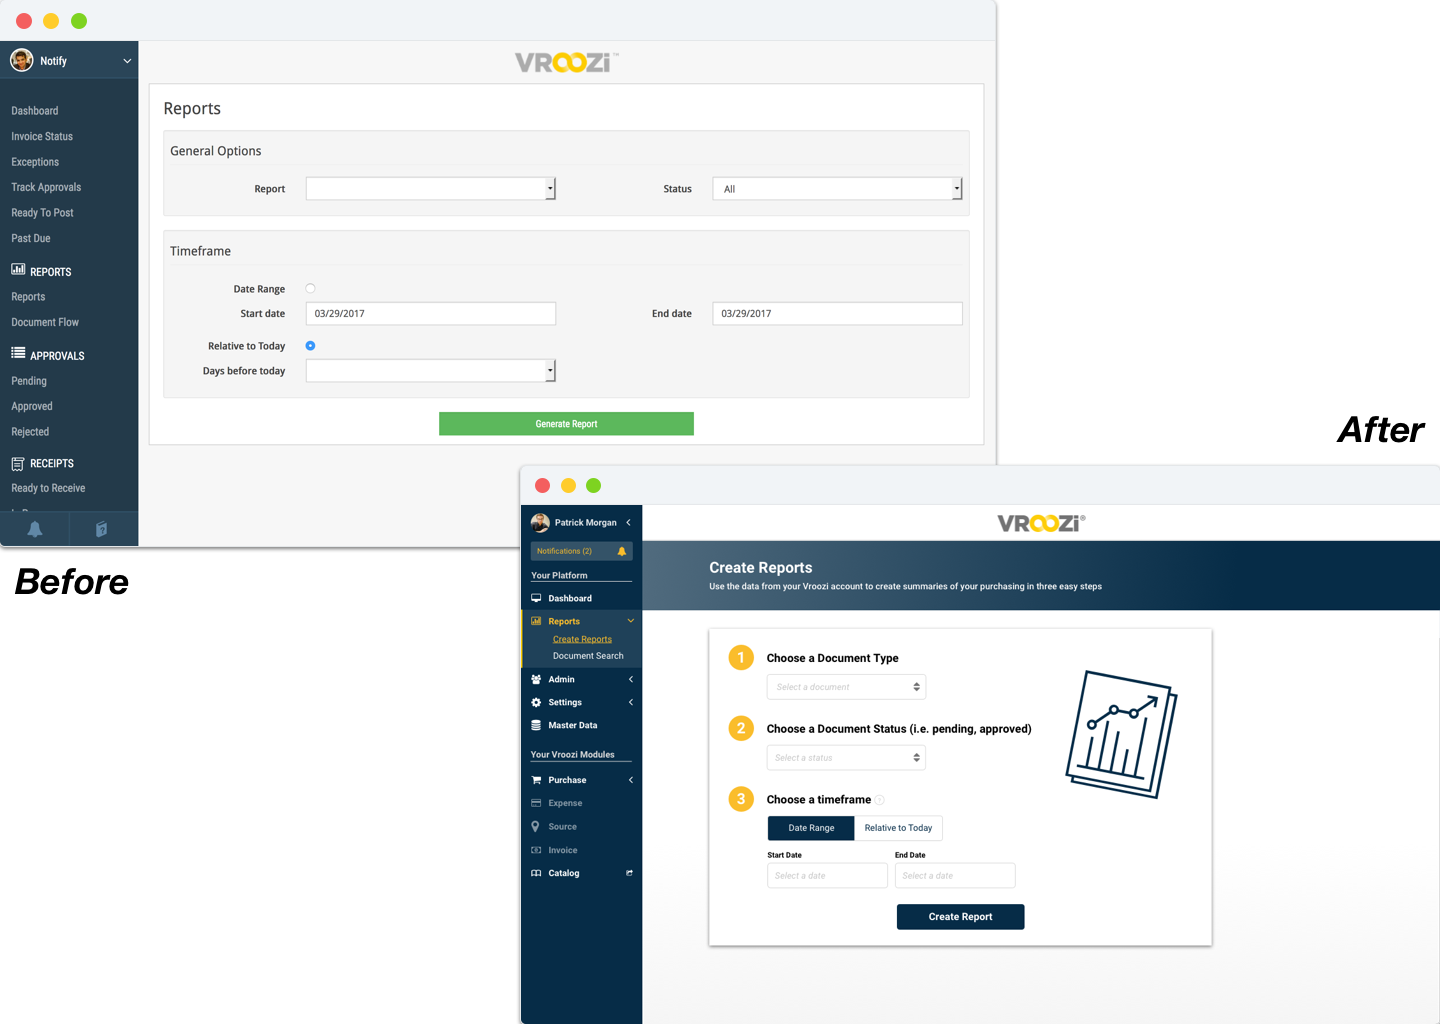 Notify
VROOZI™
Dashboard
Invoice Status
Exceptions
Track Approvals
Ready To Post
Past Due
REPORTS
Reports
Document Flow
APPROVALS
Pending
Approved
Rejected
RECEIPTS
Ready to Receive
Reports
General Options
Report
Status All
Timeframe
Date Range
Start date 03/29/2017 End date 03/29/2017
Relative to Today
Days before today
Generate Report
Before
After
Patrick Morgan
Notifications (2)
Your Platform
Dashboard
Reports
Create Reports
Document Search
Admin
Settings
Master Data
Your Vroozi Modules
Purchase
Expense
Source
Invoice
Catalog
VROOZI®
Create Reports
Use the data from your Vroozi account to create summaries of your purchasing in three easy steps
1 Choose a Document Type
Select a document
2 Choose a Document Status (i.e. pending, approved)
Select a status
3 Choose a timeframe ?
Date Range Relative to Today
Start Date End Date
Select a date Select a date
Create Report